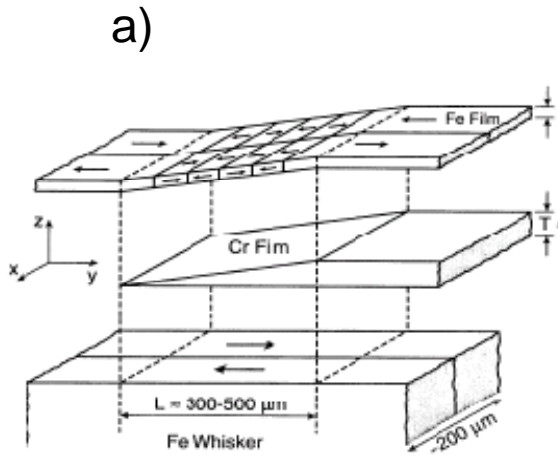 a)
Fe Film
z
x
y
Cr Fim
T
L ≈ 300-500 μm
~200 μm
Fe Whisker